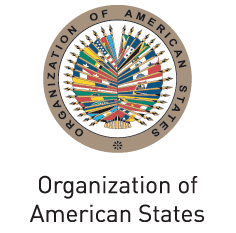 ORGANIZATION OF AMERICAN STATES
Organization of
American States